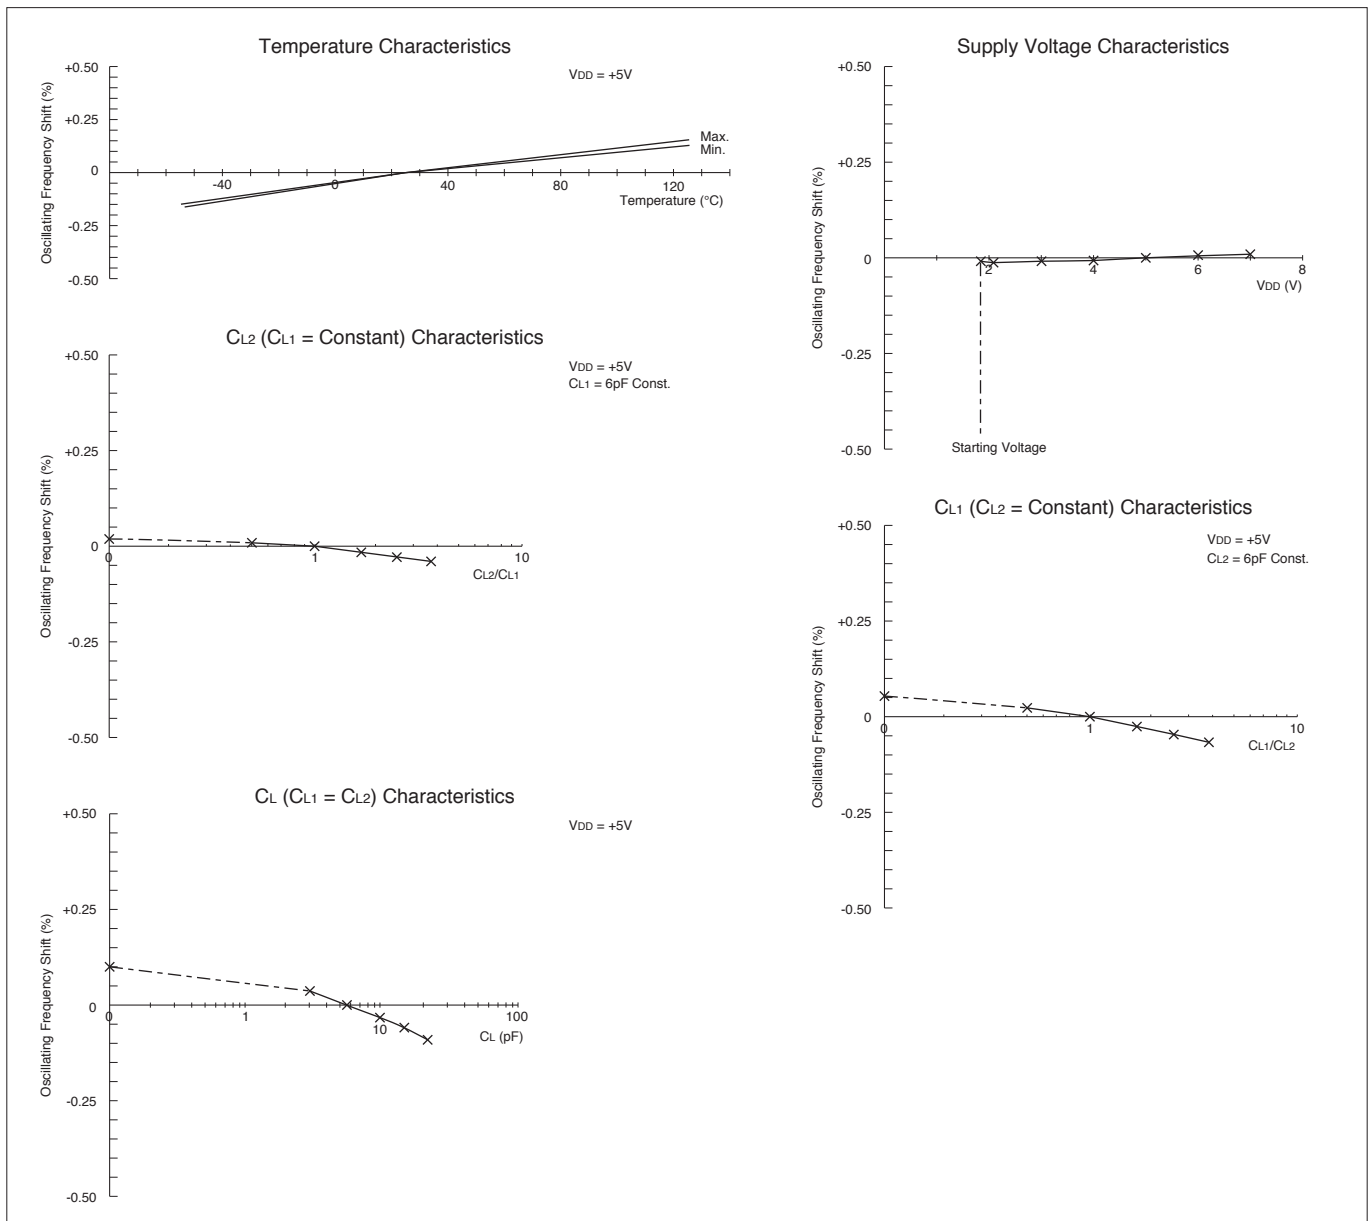 Temperature Characteristics
VDD = +5V
Oscillating Frequency Shift (%)
+0.50
+0.25
0
-0.25
-0.50
-40
0
40
80
120
Max.
Min.
Temperature (°C)
Supply Voltage Characteristics
Oscillating Frequency Shift (%)
+0.50
+0.25
0
-0.25
-0.50
2
4
6
8
VDD (V)
Starting Voltage
CL2 (CL1 = Constant) Characteristics
VDD = +5V
CL1 = 6pF Const.
Oscillating Frequency Shift (%)
+0.50
+0.25
0
-0.25
-0.50
0
1
10
CL2/CL1
CL1 (CL2 = Constant) Characteristics
VDD = +5V
CL2 = 6pF Const.
Oscillating Frequency Shift (%)
+0.50
+0.25
0
-0.25
-0.50
0
1
10
CL1/CL2
CL (CL1 = CL2) Characteristics
VDD = +5V
Oscillating Frequency Shift (%)
+0.50
+0.25
0
-0.25
-0.50
0
1
10
100
CL (pF)